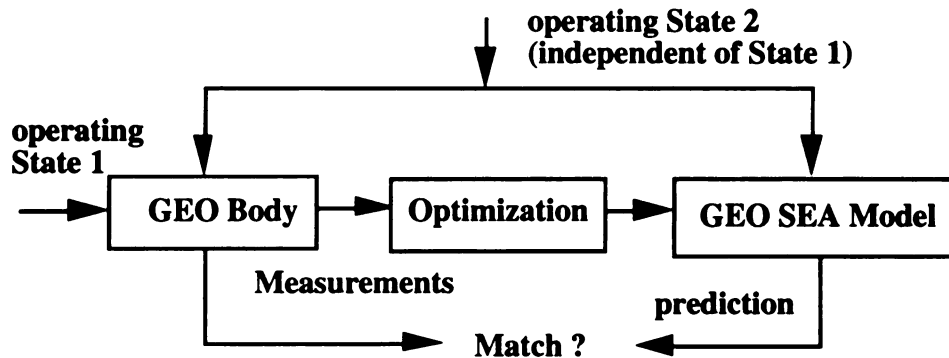 operating State 2
(independent of State 1)
operating
State 1
GEO Body
Optimization
GEO SEA Model
Measurements
prediction
Match ?